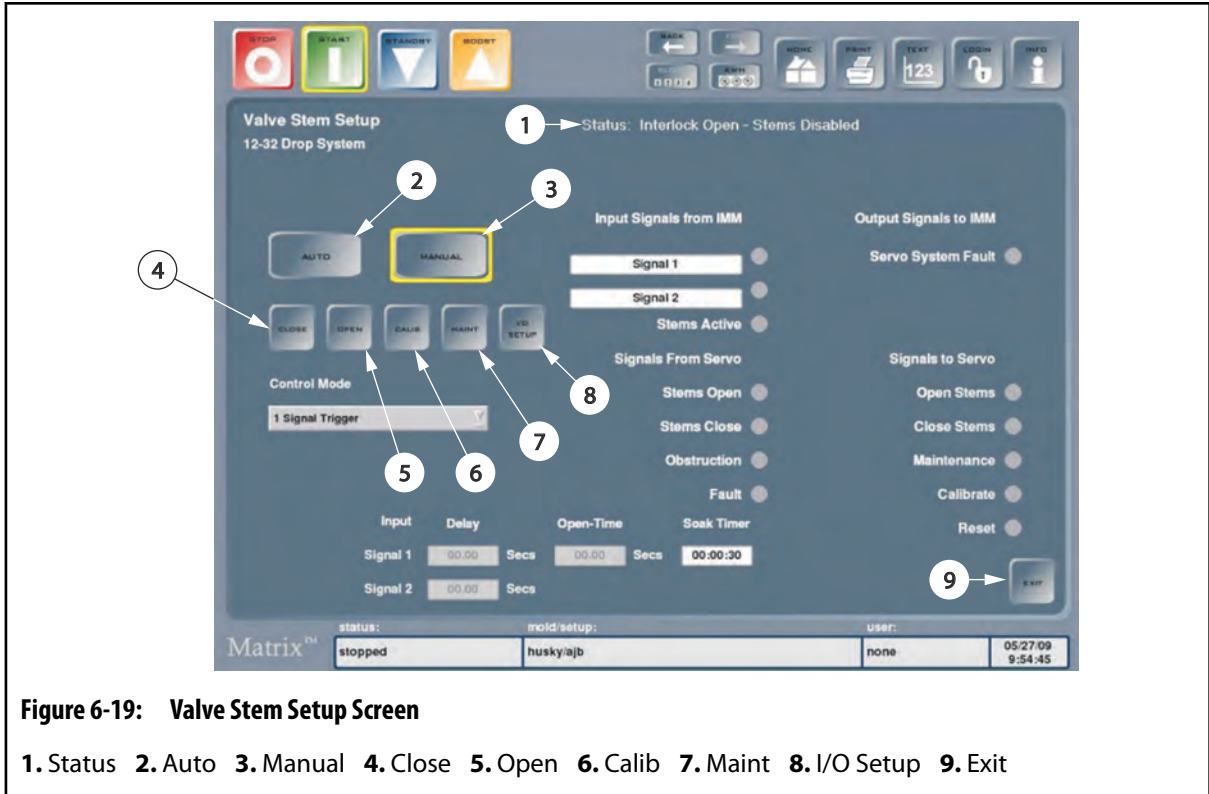 STOP START STANDBY BOOST BACK HOME PRINT TEXT LOGIN INFO
123
KWH
Valve Stem Setup
12-32 Drop System
1
Status: Interlock Open - Stems Disabled
2
3
4
AUTO
MANUAL
Input Signals from IMM
Output Signals to IMM
Signal 1
Servo System Fault
Signal 2
Stems Active
CLOSE OPEN CALIB MAINT I/O SETUP
Signals From Servo
Signals to Servo
8
Control Mode
1 Signal Trigger
Stems Open
Open Stems
Stems Close
Close Stems
7
Obstruction
Maintenance
5
6
Fault
Calibrate
Input Delay Open-Time Soak Timer
Reset
Signal 1 00.00 Secs 00.00 Secs 00:00:30
9
EXIT
Signal 2 00.00 Secs
Matrix™
status: mold/setup: user:
stopped husky/ajb none 05/27/09
9:54:45
Figure 6-19: Valve Stem Setup Screen
1. Status 2. Auto 3. Manual 4. Close 5. Open 6. Calib 7. Maint 8. I/O Setup 9. Exit